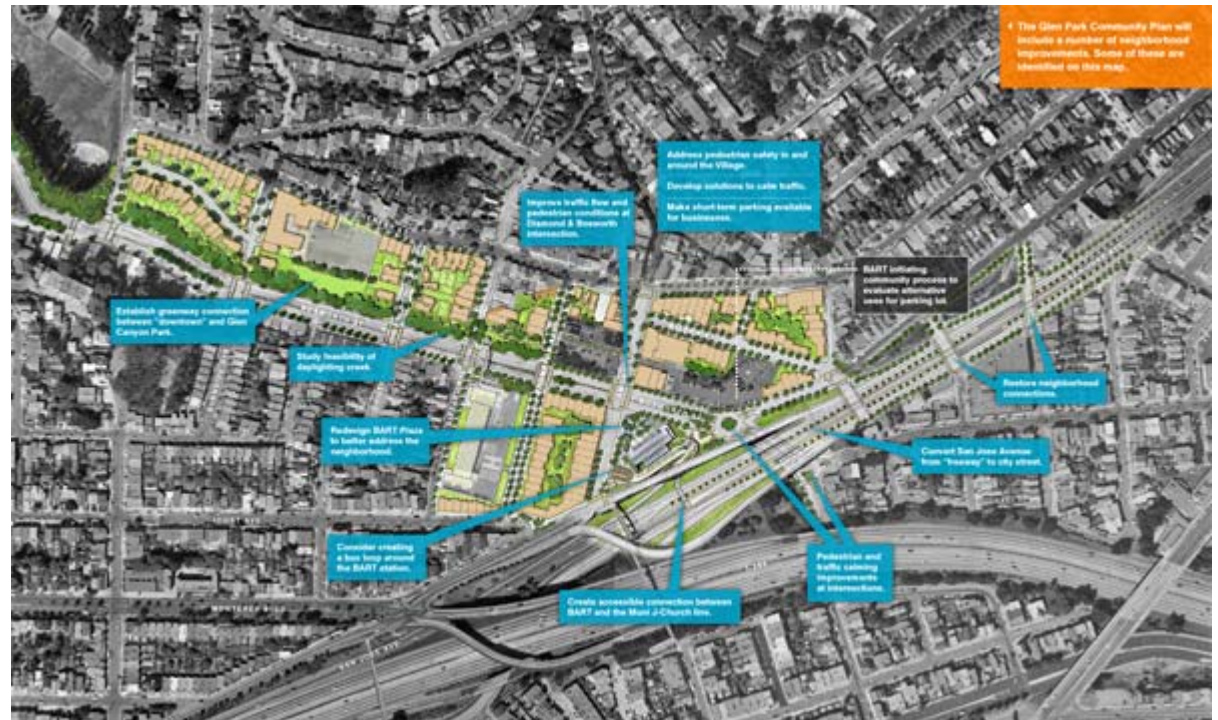 The Glen Park Community Plan will
include a number of neighborhood
improvements. Some of these are
identified on this map.
Address pedestrian safety in and
around the Village.
Develop solutions to calm traffic.
Make short-term parking available
for businesses.
Improve traffic flow and
pedestrian conditions at
Diamond & Bosworth
intersection.
BART initiating
community process to
evaluate alternative
uses for parking lot.
Establish greenway connection
between "downtown" and Glen
Canyon Park.
Study feasibility of
daylighting creek.
Restore neighborhood
connections.
Redesign BART Plaza
to better address the
neighborhood.
Convert San Jose Avenue
from "freeway" to city street.
Consider creating
a bus loop around
the BART station.
Pedestrian and
traffic calming
improvements
at intersections.
Create accessible connection between
BART and the Muni J-Church line.
MONTEREY BLVD
I-280
SAN JOSE AVE